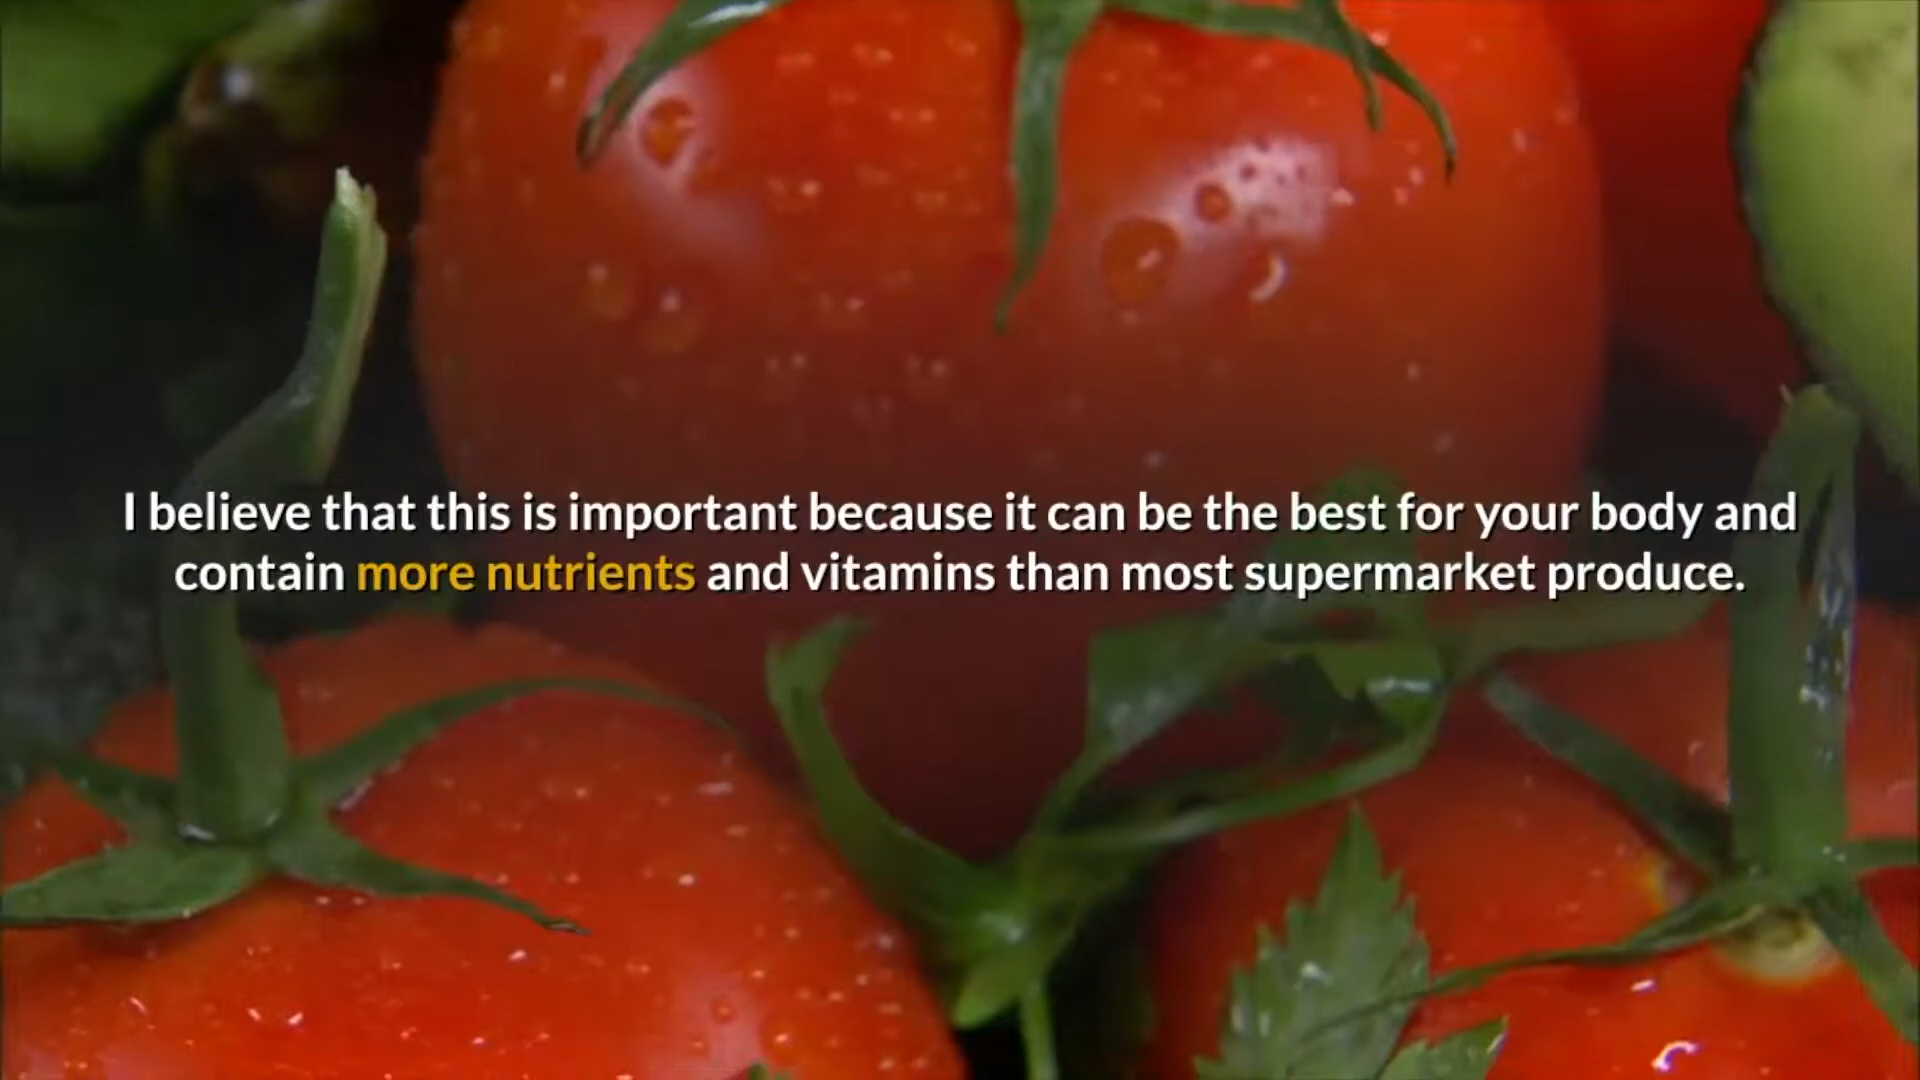 I believe that this is important because it can be the best for your body and
contain more nutrients and vitamins than most supermarket produce.